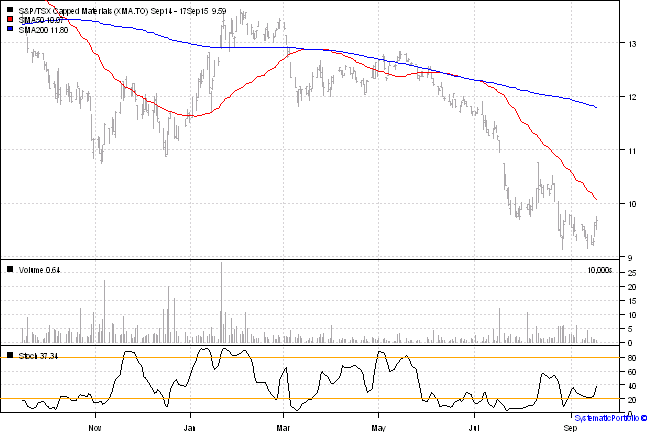 S&P/TSX Capped Materials (XMA.TO) Sep14 - 17Sep15 9.59
SMA50 10.07
SMA200 11.80
13
12
11
10
9
Volume 0.64
10,000s
25
20
15
10
5
0
Stoch 37.34
80
60
40
20
0
Nov
Jan
Mar
May
Jul
Sep
SystematicPortfolio ©